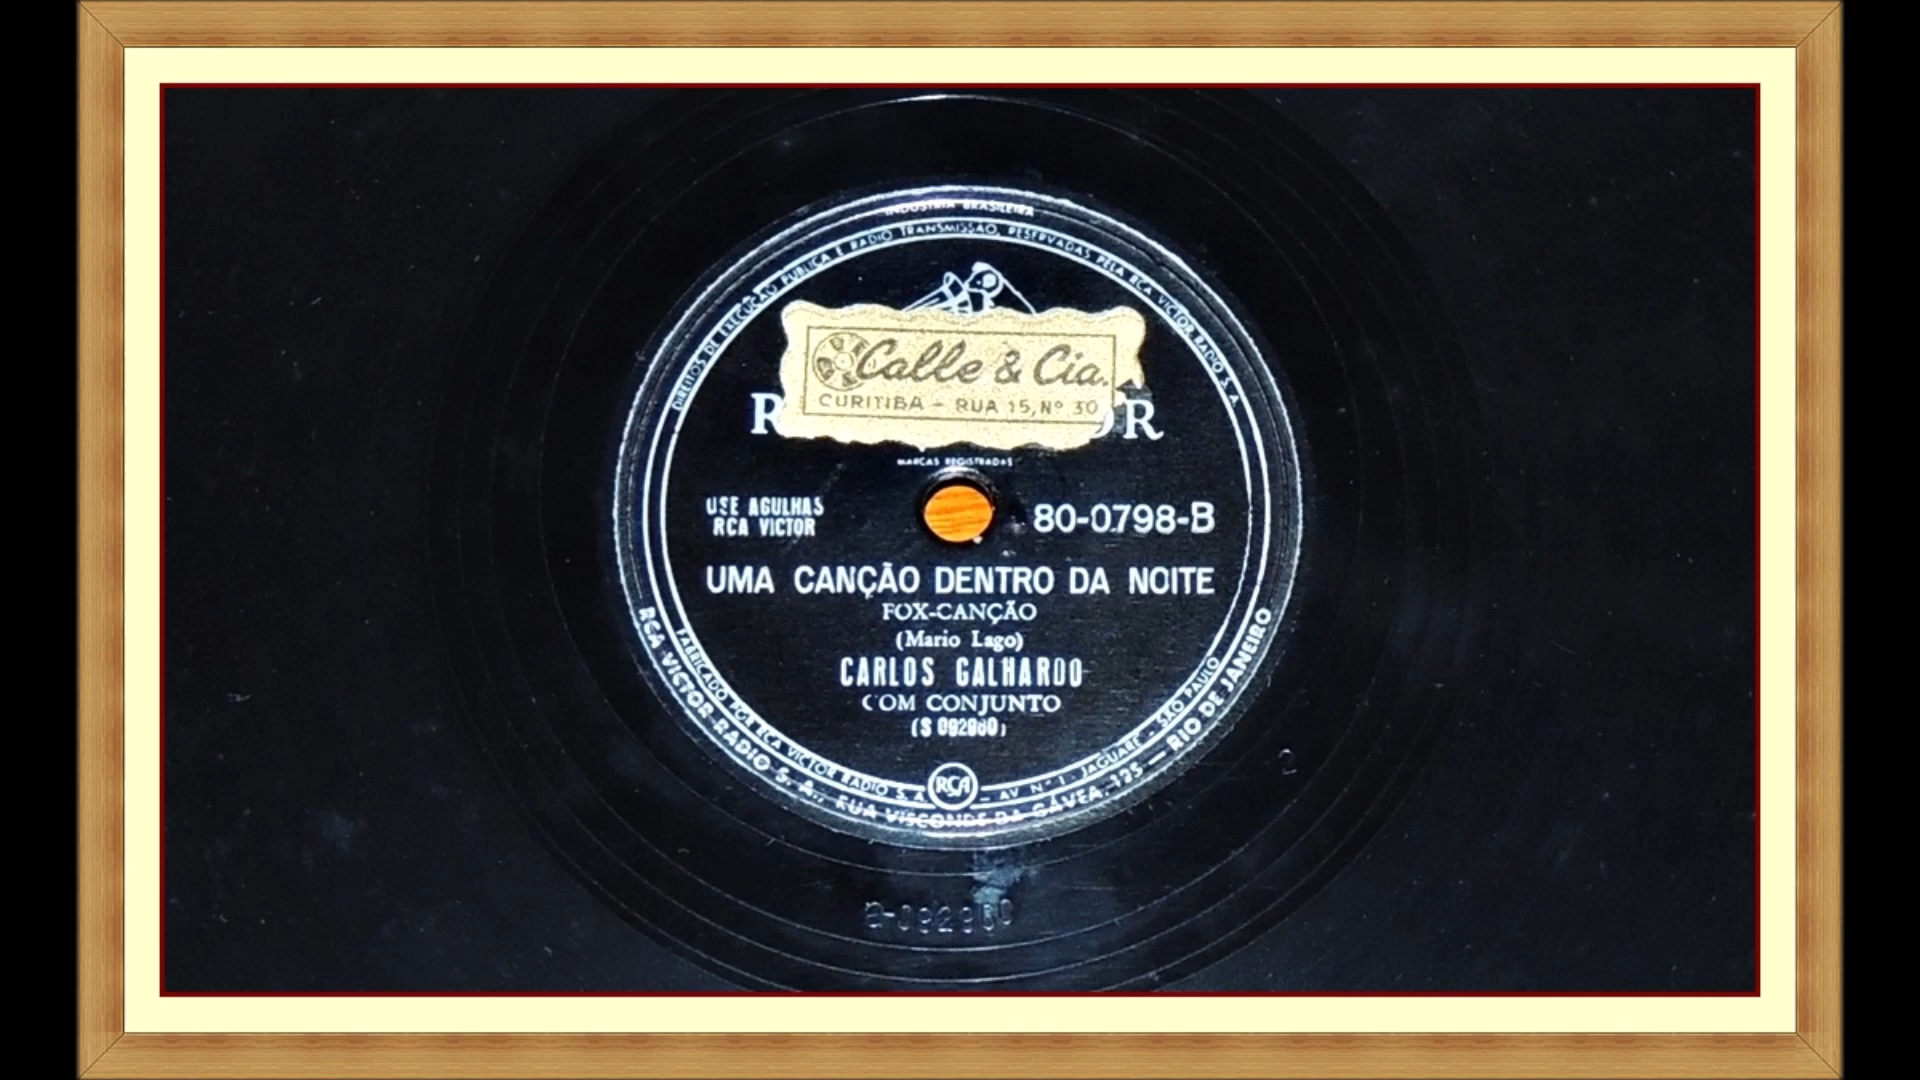 INDÚSTRIA BRASILEIRA
DIREITOS DE EXECUÇÃO PUBLICA E RADIO TRANSMISSÃO, RESERVADAS PELA RCA VICTOR RADIO S. A.
Calle & Cia.
CURITIBA - RUA 15, Nº 30
MARCAS REGISTRADAS
USE AGULHAS
RCA VICTOR
80-0798-B
UMA CANÇÃO DENTRO DA NOITE
FOX-CANÇÃO
(Mario Lago)
CARLOS GALHARDO
COM CONJUNTO
RCA
FABRICADO POR RCA VICTOR RADIO S. A. - AV Nº 1 - JAGUARÉ - SÃO PAULO
RCA VICTOR RADIO S. A., RUA VISCONDE DA GÁVEA, 125 — RIO DE JANEIRO
2